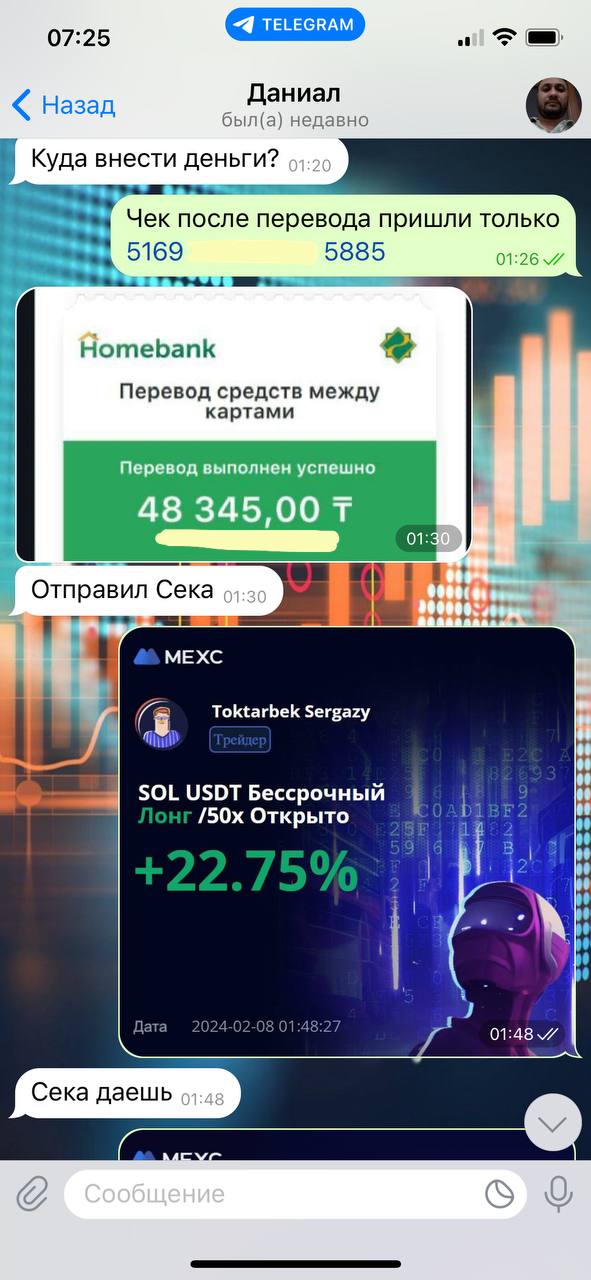 07:25
TELEGRAM
Назад
Даниал
был(а) недавно
Куда внести деньги? 01:20
Чек после перевода пришли только
5169 5885 01:26
Homebank
Перевод средств между
картами
Перевод выполнен успешно
48 345,00 ₸
01:30
Отправил Сека 01:30
MEXC
Toktarbek Sergazy
Трейдер
SOL USDT Бессрочный
Лонг /50x Открыто
+22.75%
Дата 2024-02-08 01:48:27
01:48
Сека даешь 01:48
MEXC
Сообщение